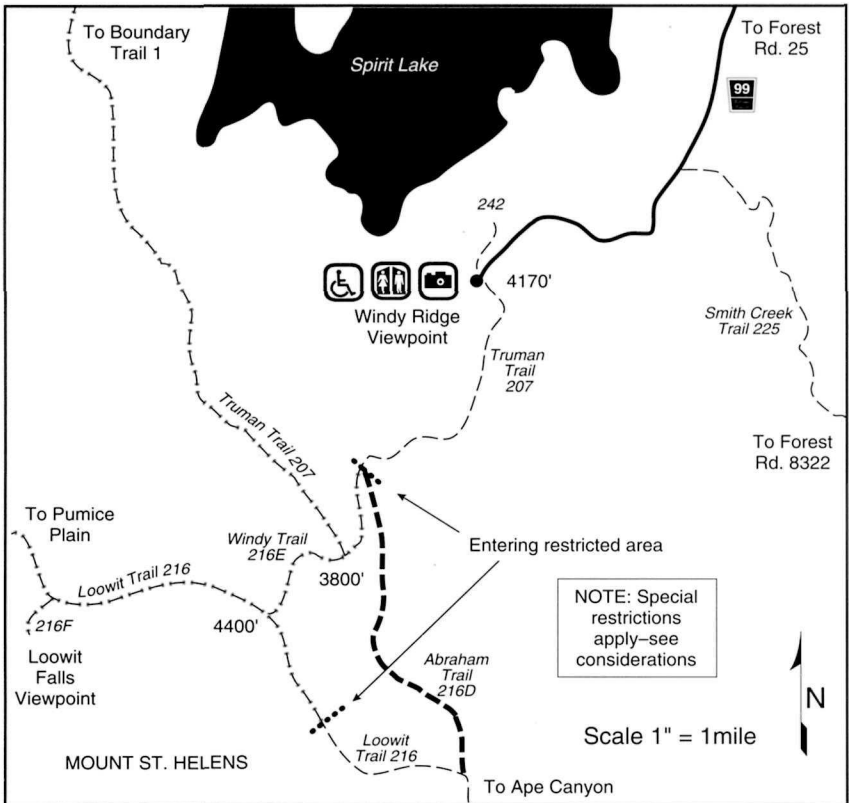 To Boundary
Trail 1
Spirit Lake
To Forest
Rd. 25
99
242
4170'
Windy Ridge
Viewpoint
Smith Creek
Trail 225
Truman
Trail
207
Truman Trail 207
To Forest
Rd. 8322
To Pumice
Plain
Windy Trail
216E
Entering restricted area
3800'
Loowit Trail 216
NOTE: Special
restrictions
apply–see
considerations
216F
4400'
Loowit
Falls
Viewpoint
Abraham
Trail
216D
N
Scale 1" = 1mile
Loowit
Trail 216
MOUNT ST. HELENS
To Ape Canyon